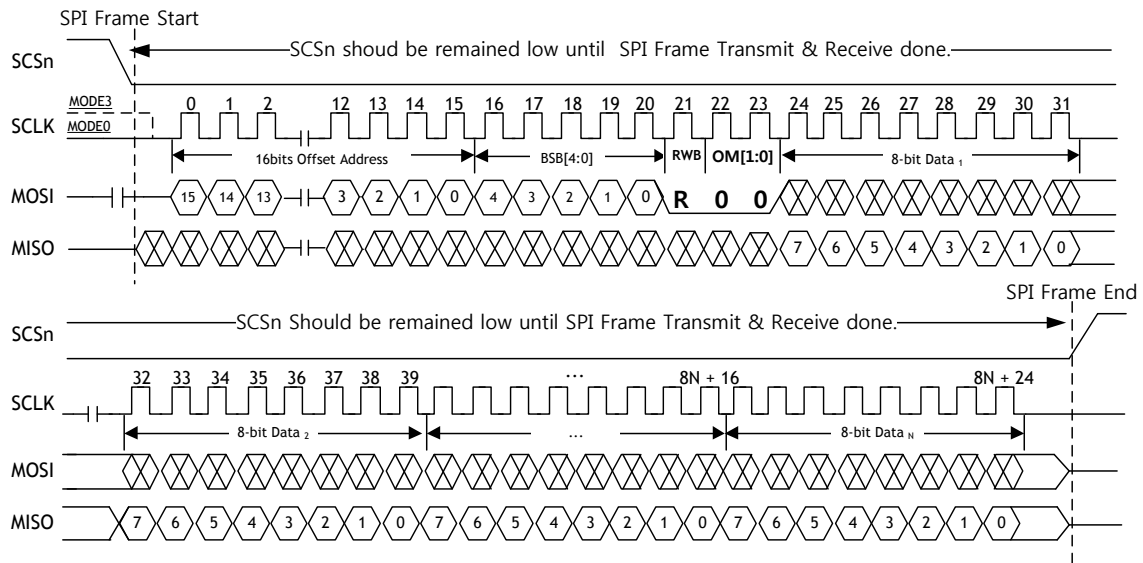 SPI Frame Start
SCSn shoud be remained low until SPI Frame Transmit & Receive done.
SCSn
MODE3
0 1 2 12 13 14 15 16 17 18 19 20 21 22 23 24 25 26 27 28 29 30 31
SCLK
MODE0
16bits Offset Address BSB[4:0] RWB OM[1:0] 8-bit Data 1
MOSI 15 14 13 3 2 1 0 4 3 2 1 0 R 0 0
MISO 7 6 5 4 3 2 1 0
SPI Frame End
SCSn Should be remained low until SPI Frame Transmit & Receive done.
SCSn
32 33 34 35 36 37 38 39 ... 8N + 16 8N + 24
SCLK
8-bit Data 2 ... 8-bit Data N
MOSI
MISO 7 6 5 4 3 2 1 0 7 6 5 4 3 2 1 0 7 6 5 4 3 2 1 0